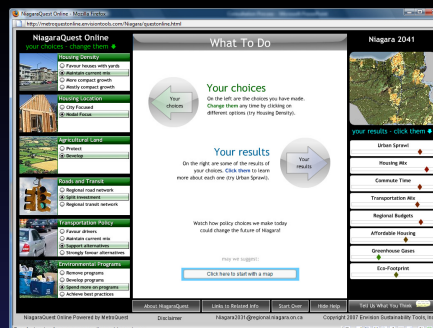 NiagaraQuest Online - Mozilla Firefox
http://metroquestonline.envisiontools.com/Niagara/questonline.html
NiagaraQuest Online
your choices - change them
Housing Density
Favour houses with yards
Maintain current mix
More compact growth
Mostly compact growth
Housing Location
City Focused
Nodal Focus
Agricultural Land
Protect
Develop
Roads and Transit
Regional road network
Split investment
Regional transit network
Transportation Policy
Favour drivers
Maintain current mix
Support alternatives
Strongly favour alternatives
Environmental Programs
Remove programs
Develop programs
Spend more on programs
Achieve best practices
What To Do
Your choices
Your choices
On the left are the choices you have made.
Change them any time by clicking on
different options (try Housing Density).
Your results
On the right are some of the results of
your choices. Click them to learn
more about each one (try Urban Sprawl).
Your results
Watch how policy choices we make today
could change the future of Niagara!
may we suggest:
Click here to start with a map
Niagara 2041
your results - click them
Urban Sprawl
Housing Mix
Commute Time
Transportation Mix
Regional Budgets
Affordable Housing
Greenhouse Gases
Eco-Footprint
About NiagaraQuest
Links to Related Info
Start Over
Hide Help
Tell Us What You Think
NiagaraQuest Online Powered by MetroQuest
Disclaimer
Niagara2031@regional.niagara.on.ca
Copyright 2007 Envision Sustainability Tools, Inc